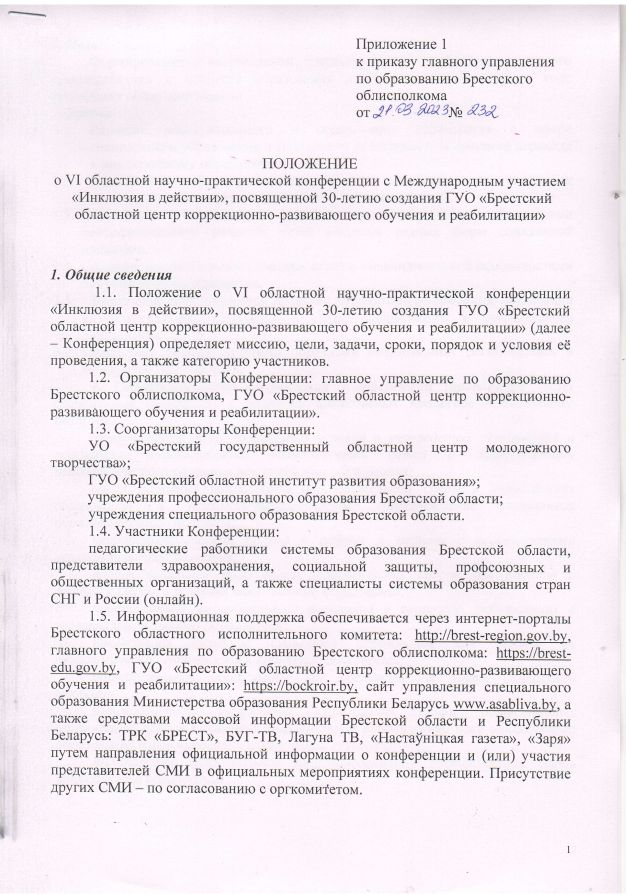 Приложение 1
к приказу главного управления
по образованию Брестского
облисполкома
от 21.03.2023 № 232
ПОЛОЖЕНИЕ
о VI областной научно-практической конференции с Международным участием
«Инклюзия в действии», посвященной 30-летию создания ГУО «Брестский
областной центр коррекционно-развивающего обучения и реабилитации»
1. Общие сведения
1.1. Положение о VI областной научно-практической конференции
«Инклюзия в действии», посвященной 30-летию создания ГУО «Брестский
областной центр коррекционно-развивающего обучения и реабилитации» (далее
– Конференция) определяет миссию, цели, задачи, сроки, порядок и условия её
проведения, а также категорию участников.
1.2. Организаторы Конференции: главное управление по образованию
Брестского облисполкома, ГУО «Брестский областной центр коррекционно-
развивающего обучения и реабилитации».
1.3. Соорганизаторы Конференции:
УО «Брестский государственный областной центр молодежного
творчества»;
ГУО «Брестский областной институт развития образования»;
учреждения профессионального образования Брестской области;
учреждения специального образования Брестской области.
1.4. Участники Конференции:
педагогические работники системы образования Брестской области,
представители здравоохранения, социальной защиты, профсоюзных и
общественных организаций, а также специалисты системы образования стран
СНГ и России (онлайн).
1.5. Информационная поддержка обеспечивается через интернет-порталы
Брестского областного исполнительного комитета: http://brest-region.gov.by,
главного управления по образованию Брестского облисполкома: https://brest-
edu.gov.by, ГУО «Брестский областной центр коррекционно-развивающего
обучения и реабилитации»: https://bockroir.by, сайт управления специального
образования Министерства образования Республики Беларусь www.asabliva.by, а
также средствами массовой информации Брестской области и Республики
Беларусь: ТРК «БРЕСТ», БУГ-ТВ, Лагуна ТВ, «Настаўніцкая газета», «Заря»
путем направления официальной информации о конференции и (или) участия
представителей СМИ в официальных мероприятиях конференции. Присутствие
других СМИ – по согласованию с оргкомитетом.
1